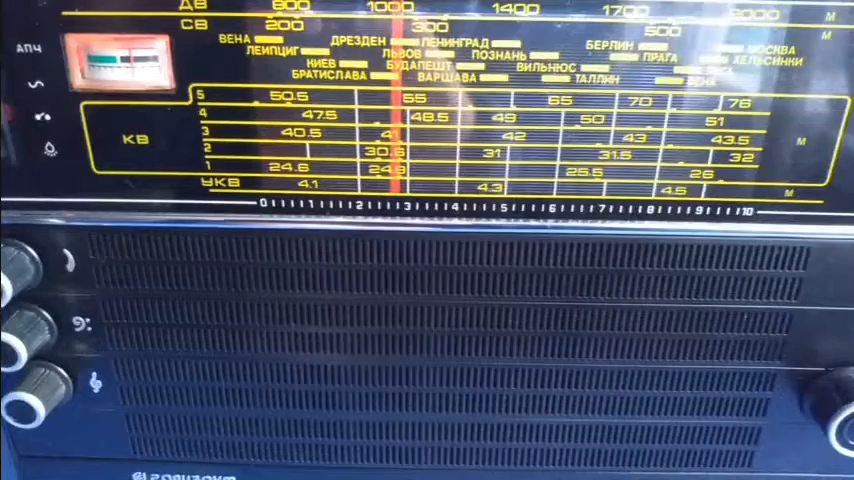 ДВ 800 1000 1400 1700 2000 М
СВ 200 300 500 М
АПЧ ВЕНА ДРЕЗДЕН ЛЕНИНГРАД БЕРЛИН МОСКВА
ЛЕЙПЦИГ ЛЬВОВ ПОЗНАНЬ ПРАГА ХЕЛЬСИНКИ
КИЕВ БУДАПЕШТ ВИЛЬНЮС
БРАТИСЛАВА ВАРШАВА ТАЛЛИН ВЕНА
5 50.5 55 60 65 70 76
4 47.5 48.5 49 50 51
КВ 3 40.5 41 42 43 43.5 М
2 30.6 31 31.5 32
1 24.6 24.9 25.5 26
УКВ 4.1 4.3 4.5 М
0 1 2 3 4 5 6 7 8 9 10
Горизонт